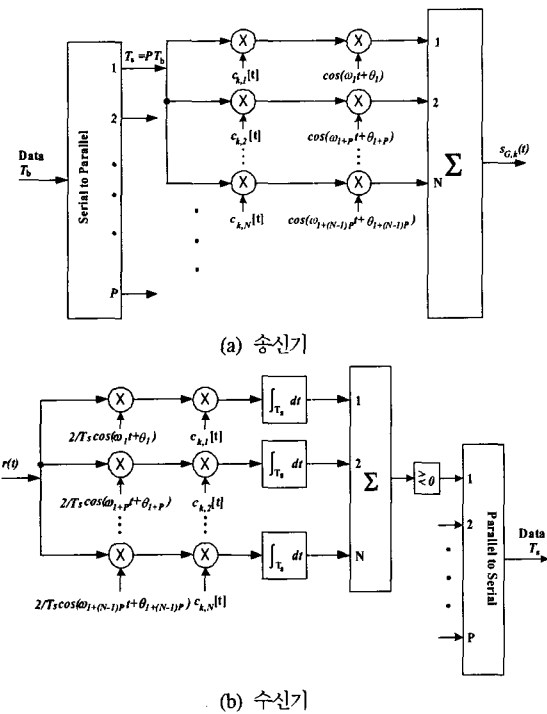 Data
T_b
Serial to Parallel
1
2
P
T_s=PT_b
X
c_{k,1}[t]
X
cos(ω_1t+θ_1)
1
X
c_{k,2}[t]
X
cos(ω_{1+P}t+θ_{1+P})
2
X
c_{k,N}[t]
X
cos(ω_{1+(N-1)P}t+θ_{1+(N-1)P})
N
Σ
s_{G,k}(t)
(a) 송신기
r(t)
X
2/Ts cos(ω_1t+θ_1)
X
c_{k,1}[t]
∫_{T_s} dt
1
X
2/Ts cos(ω_{1+P}t+θ_{1+P})
X
c_{k,2}[t]
∫_{T_s} dt
2
X
2/Ts cos(ω_{1+(N-1)P}t+θ_{1+(N-1)P})
X
c_{k,N}[t]
∫_{T_s} dt
N
Σ
≷0
1
2
P
Parallel to Serial
Data
T_s
(b) 수신기